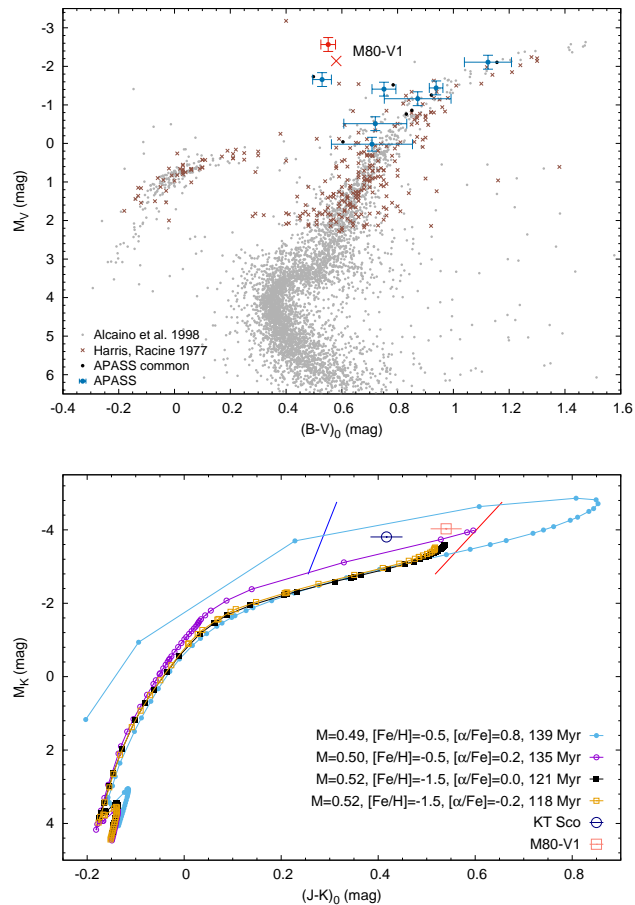 -3
-2
-1
0
1
2
3
4
5
6
M_V (mag)
M80-V1
Alcaino et al. 1998
Harris, Racine 1977
APASS common
APASS
-0.4 -0.2 0 0.2 0.4 0.6 0.8 1 1.2 1.4 1.6
(B-V)_0 (mag)
-4
-2
0
2
4
M_K (mag)
M=0.49, [Fe/H]=-0.5, [α/Fe]=0.8, 139 Myr
M=0.50, [Fe/H]=-0.5, [α/Fe]=0.2, 135 Myr
M=0.52, [Fe/H]=-1.5, [α/Fe]=0.0, 121 Myr
M=0.52, [Fe/H]=-1.5, [α/Fe]=-0.2, 118 Myr
KT Sco
M80-V1
-0.2 0 0.2 0.4 0.6 0.8
(J-K)_0 (mag)